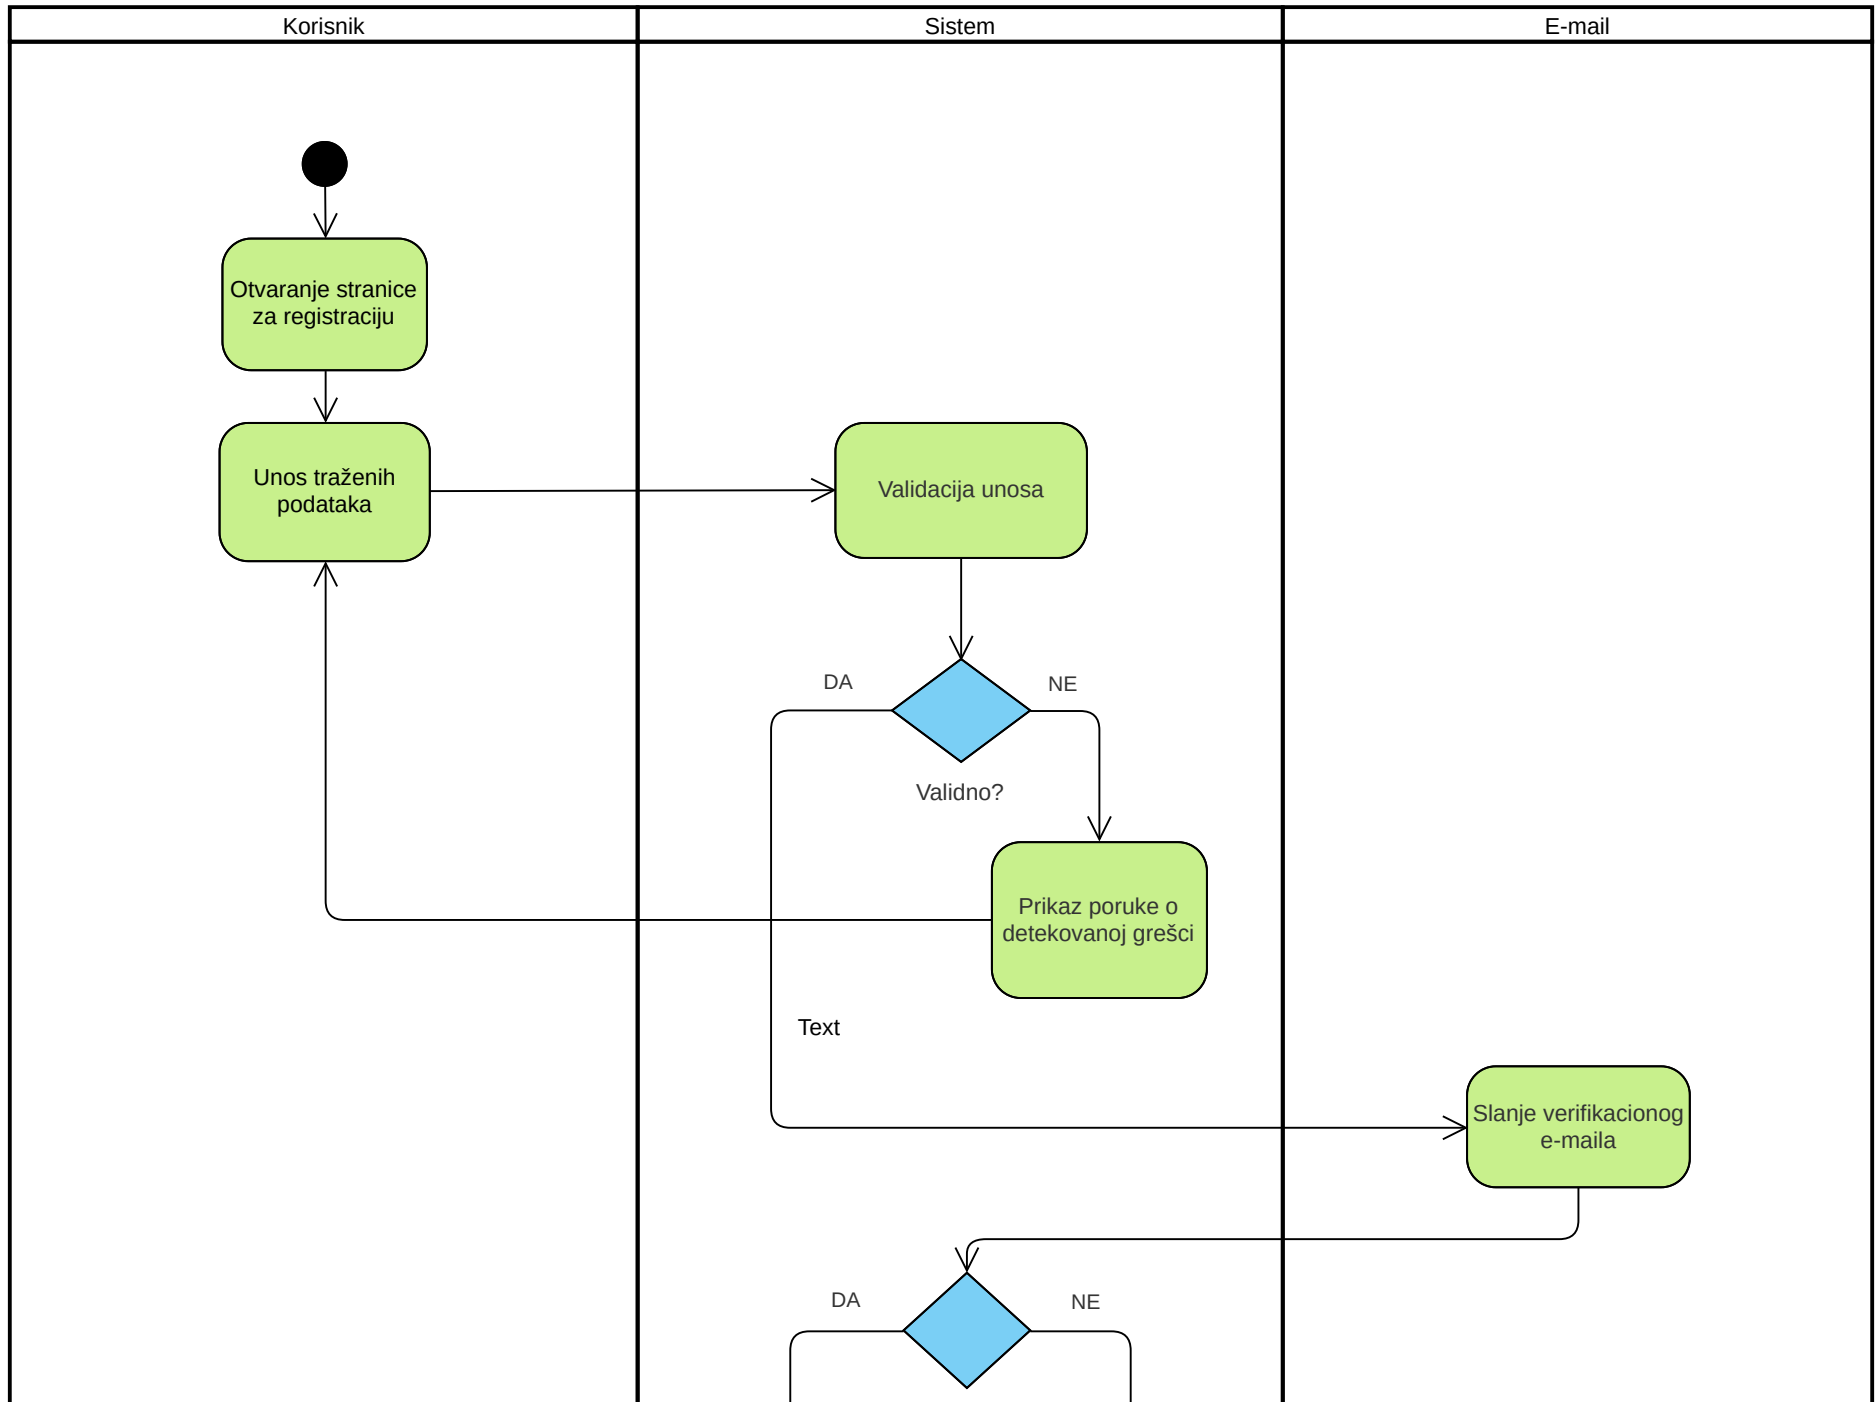 Korisnik
Sistem
E-mail
Otvaranje stranice
za registraciju
Unos traženih
podataka
Validacija unosa
DA
NE
Validno?
Prikaz poruke o
detekovanoj grešci
Text
Slanje verifikacionog
e-maila
DA
NE